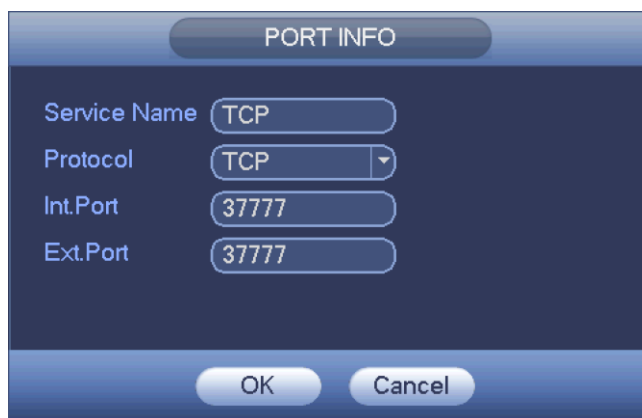 PORT INFO
Service Name TCP
Protocol TCP
Int.Port 37777
Ext.Port 37777
OK Cancel